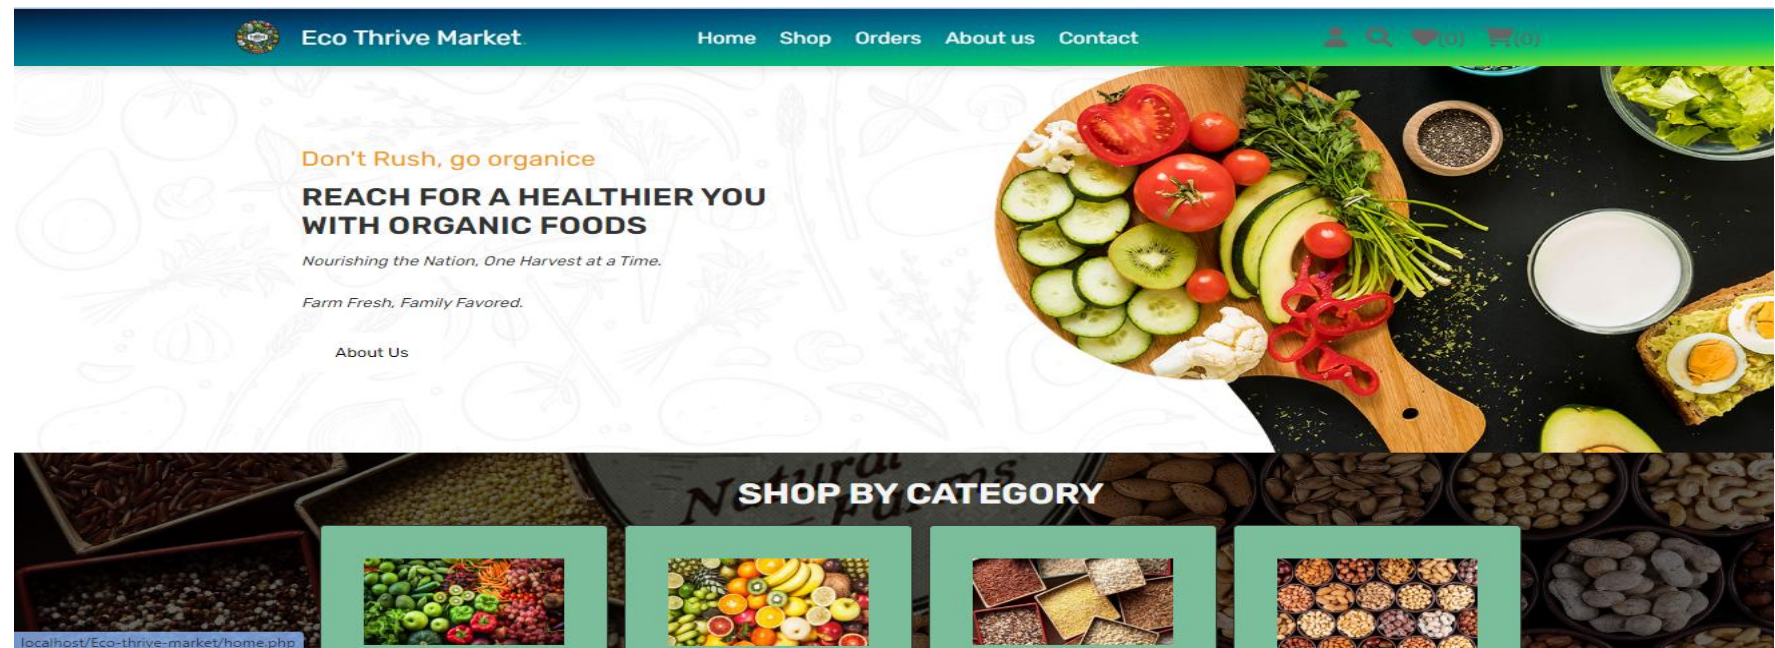 Eco Thrive Market.
Home Shop Orders About us Contact
(0) (0)
Don't Rush, go organice
REACH FOR A HEALTHIER YOU
WITH ORGANIC FOODS
Nourishing the Nation, One Harvest at a Time.
Farm Fresh, Family Favored.
About Us
Natural
Farms
SHOP BY CATEGORY
localhost/Eco-thrive-market/home.php